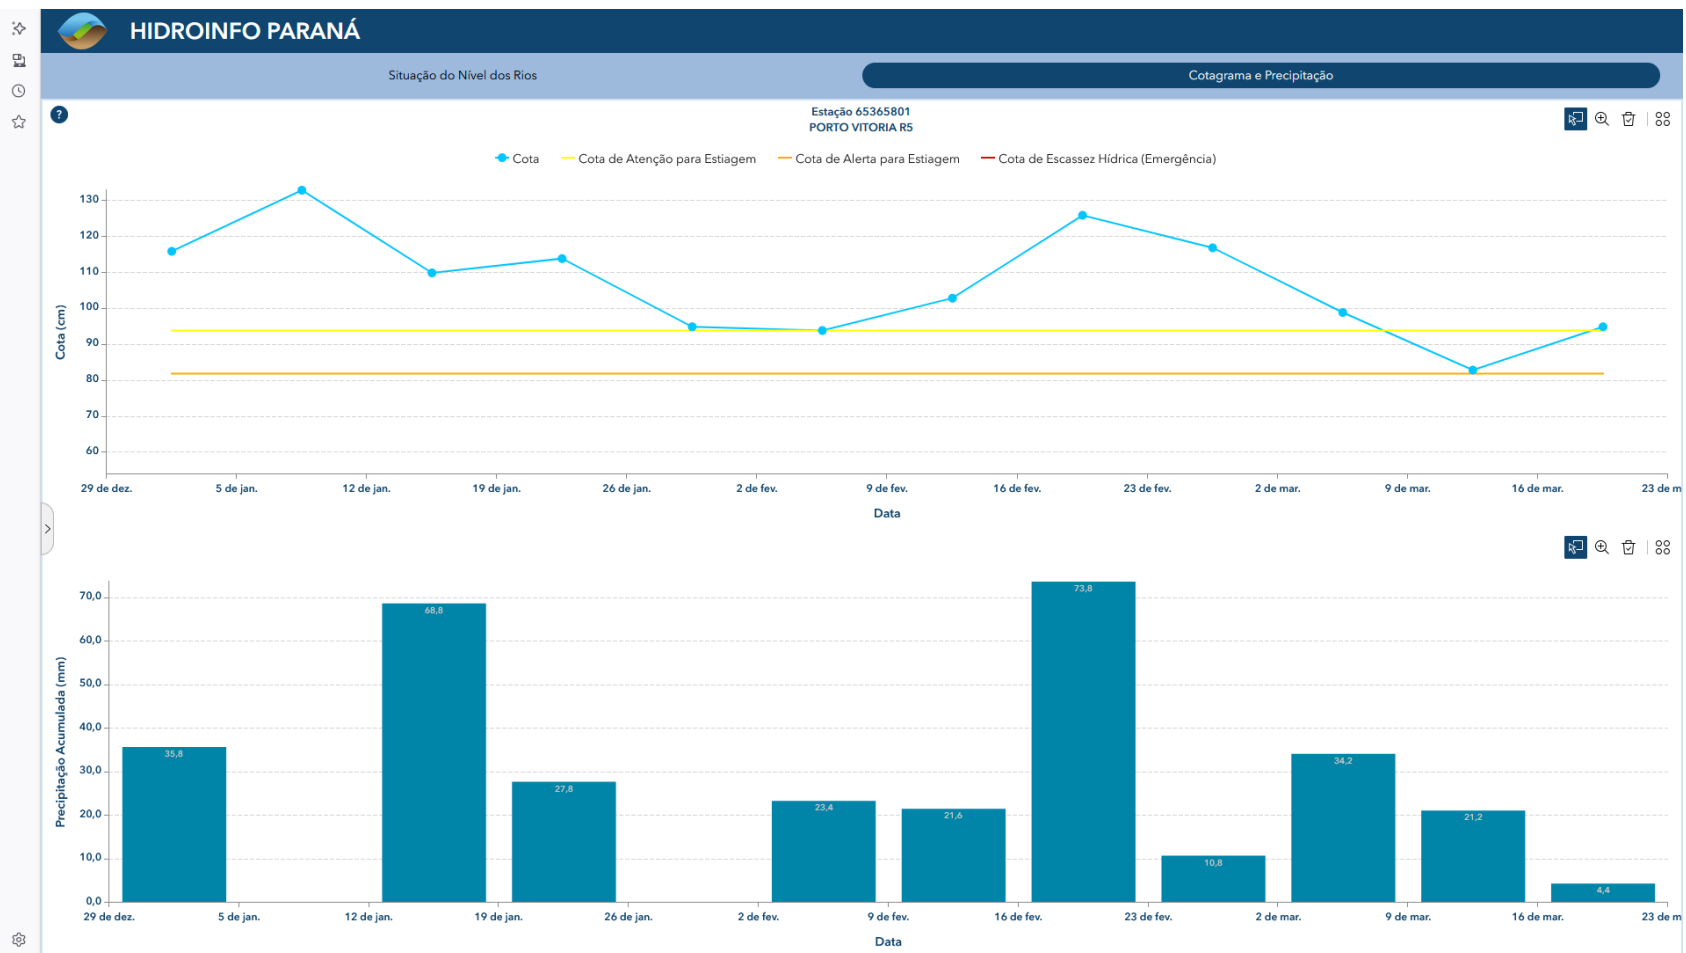 HIDROINFO PARANÁ
Situação do Nível dos Rios
Cotagrama e Precipitação
?
Estação 65365801
PORTO VITORIA R5
Cota
Cota de Atenção para Estiagem
Cota de Alerta para Estiagem
Cota de Escassez Hídrica (Emergência)
Cota (cm)
130
120
110
100
90
80
70
60
29 de dez.
5 de jan.
12 de jan.
19 de jan.
26 de jan.
2 de fev.
9 de fev.
16 de fev.
23 de fev.
2 de mar.
9 de mar.
16 de mar.
23 de m
Data
Precipitação Acumulada (mm)
70,0
60,0
50,0
40,0
30,0
20,0
10,0
0,0
35,8
68,8
27,8
23,4
21,6
73,8
10,8
34,2
21,2
4,4
29 de dez.
5 de jan.
12 de jan.
19 de jan.
26 de jan.
2 de fev.
9 de fev.
16 de fev.
23 de fev.
2 de mar.
9 de mar.
16 de mar.
23 de m
Data